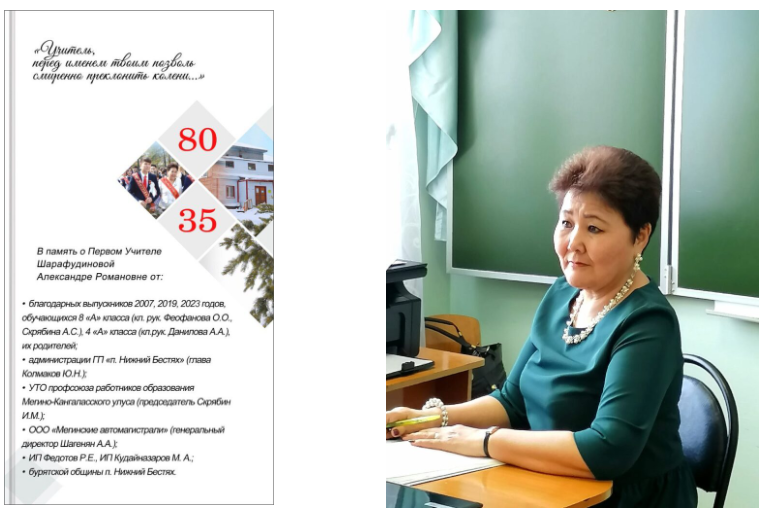 «Учитель,
перед именем твоим позволь
смиренно преклонить колени...»
80
35
В память о Первом Учителе
Шарафудиновой
Александре Романовне от:
• благодарных выпускников 2007, 2019, 2023 годов,
обучающихся 8 «А» класса (кл. рук. Феофанова О.О.,
Скрябина А.С.), 4 «А» класса (кл.рук. Данилова А.А.),
их родителей;
• администрации ГП «п. Нижний Бестях» (глава
Колмаков Ю.Н.);
• УТО профсоюза работников образования
Мегино-Кангаласского улуса (председатель Скрябин
И.М.);
• ООО «Мегинские автомагистрали» (генеральный
директор Шагенян А.А.);
• ИП Федотов Р.Е., ИП Кудайназаров М. А.;
• бурятской общины п. Нижний Бестях.